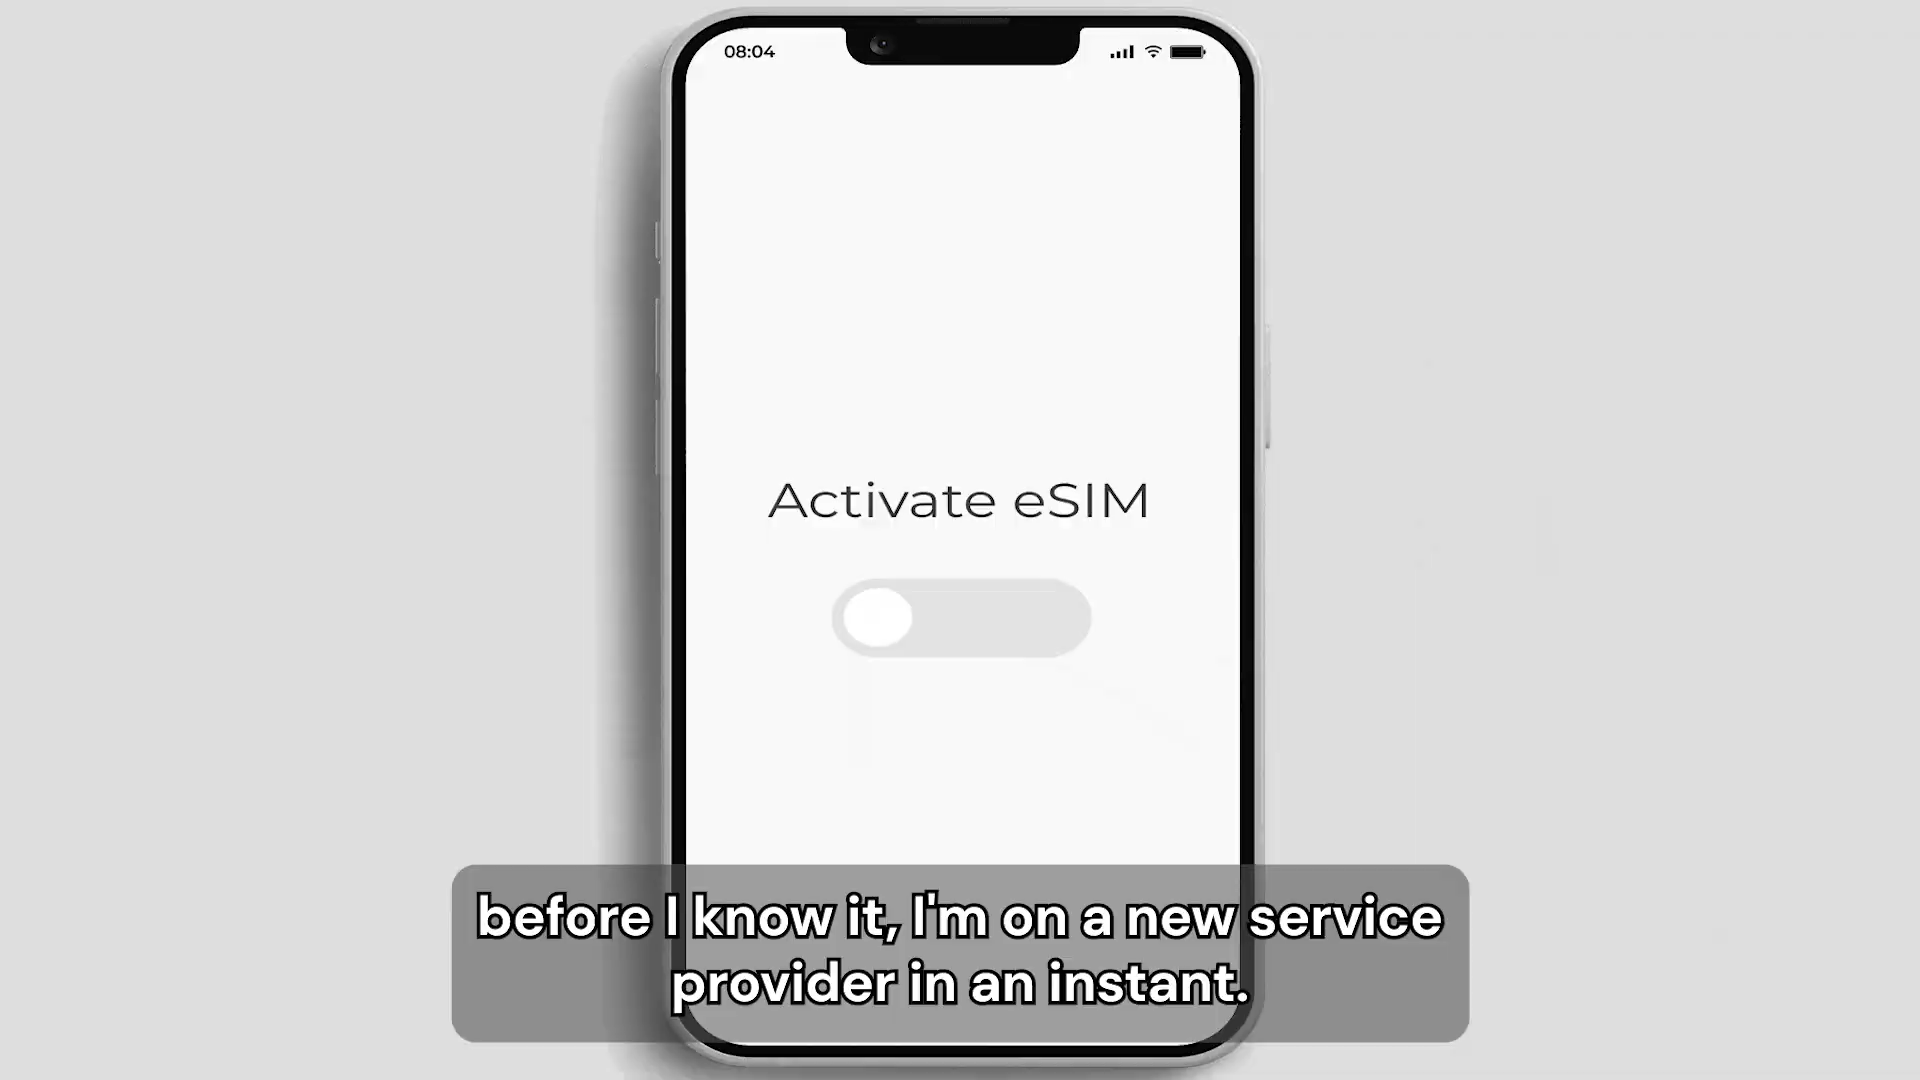 08:04
Activate eSIM
before I know it, I'm on a new service
provider in an instant.